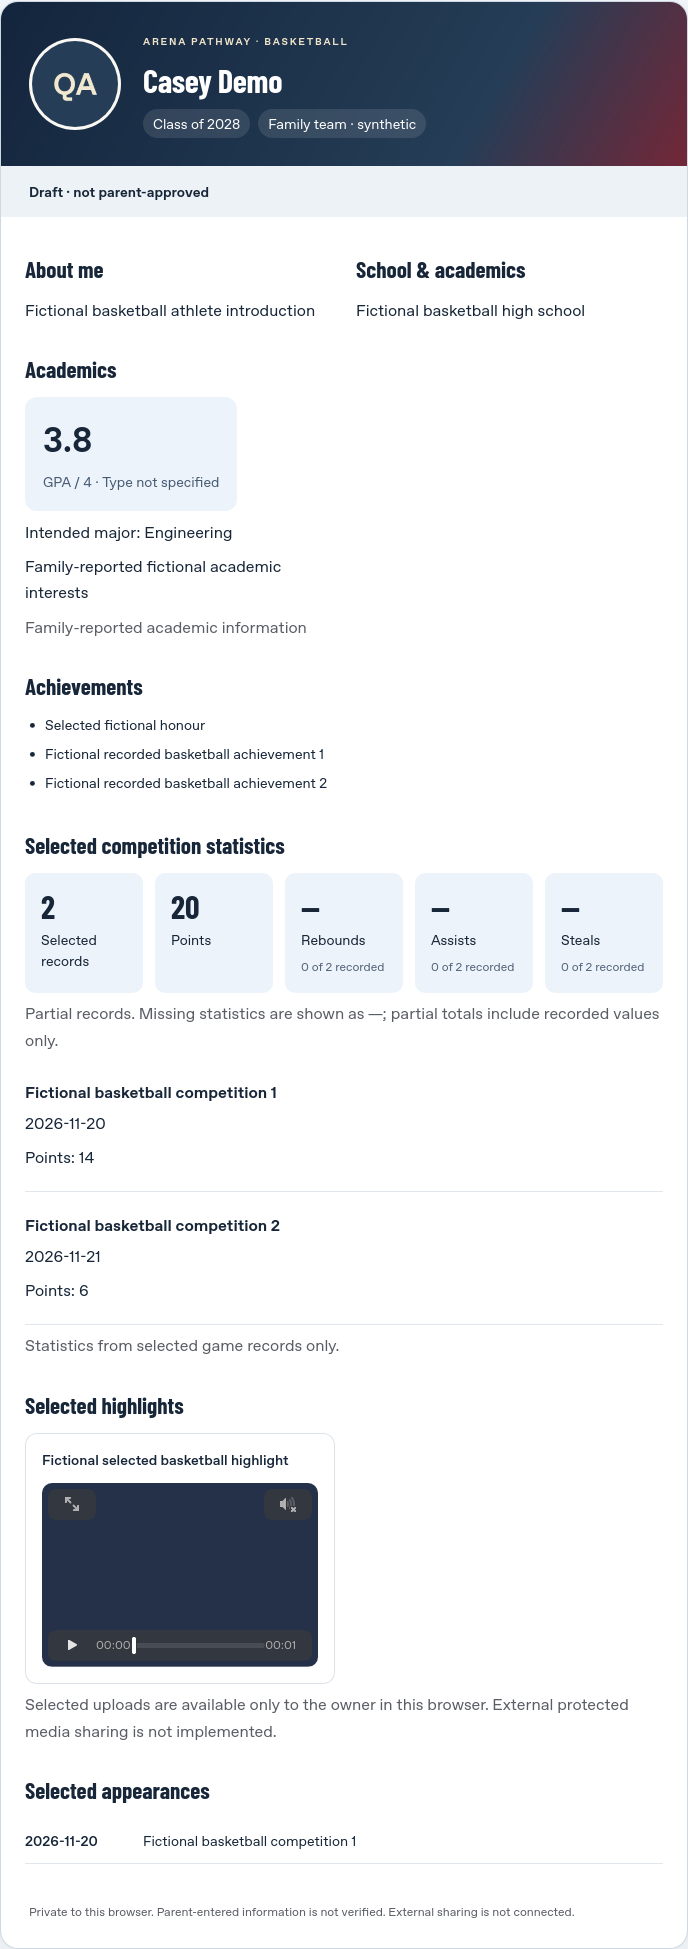 ARENA PATHWAY · BASKETBALL
QA
Casey Demo
Class of 2028
Family team · synthetic
Draft · not parent-approved
About me
Fictional basketball athlete introduction
School & academics
Fictional basketball high school
Academics
3.8
GPA / 4 · Type not specified
Intended major: Engineering
Family-reported fictional academic
interests
Family-reported academic information
Achievements
• Selected fictional honour
• Fictional recorded basketball achievement 1
• Fictional recorded basketball achievement 2
Selected competition statistics
2
Selected
records
20
Points
—
Rebounds
0 of 2 recorded
—
Assists
0 of 2 recorded
—
Steals
0 of 2 recorded
Partial records. Missing statistics are shown as —; partial totals include recorded values
only.
Fictional basketball competition 1
2026-11-20
Points: 14
Fictional basketball competition 2
2026-11-21
Points: 6
Statistics from selected game records only.
Selected highlights
Fictional selected basketball highlight
00:00
00:01
Selected uploads are available only to the owner in this browser. External protected
media sharing is not implemented.
Selected appearances
2026-11-20 Fictional basketball competition 1
Private to this browser. Parent-entered information is not verified. External sharing is not connected.